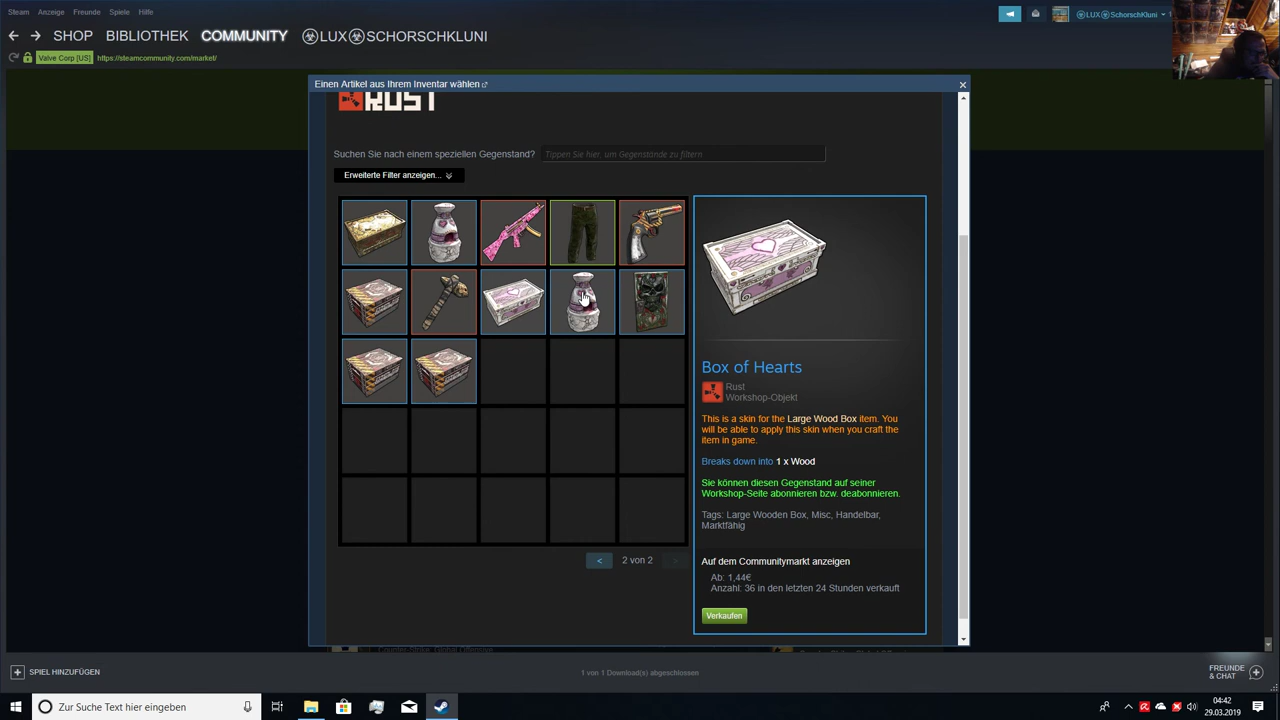 Steam Anzeige Freunde Spiele Hilfe
☣LUX☣SchorschKluni
SHOP BIBLIOTHEK COMMUNITY ☣LUX☣SCHORSCHKLUNI
Valve Corp [US] https://steamcommunity.com/market/
Einen Artikel aus Ihrem Inventar wählen
RUST
Suchen Sie nach einem speziellen Gegenstand? Tippen Sie hier, um Gegenstände zu filtern
Erweiterte Filter anzeigen...
Box of Hearts
Rust
Workshop-Objekt
This is a skin for the Large Wood Box item. You
will be able to apply this skin when you craft the
item in game.
Breaks down into 1 x Wood
Sie können diesen Gegenstand auf seiner
Workshop-Seite abonnieren bzw. deabonnieren.
Tags: Large Wooden Box, Misc, Handelbar,
Marktfähig
< 2 von 2 >
Auf dem Communitymarkt anzeigen
Ab: 1,44€
Anzahl: 36 in den letzten 24 Stunden verkauft
Verkaufen
Counter-Strike: Global Offensive
SPIEL HINZUFÜGEN
1 von 1 Download(s) abgeschlossen
FREUNDE
& CHAT
Zur Suche Text hier eingeben
04:42
29.03.2019